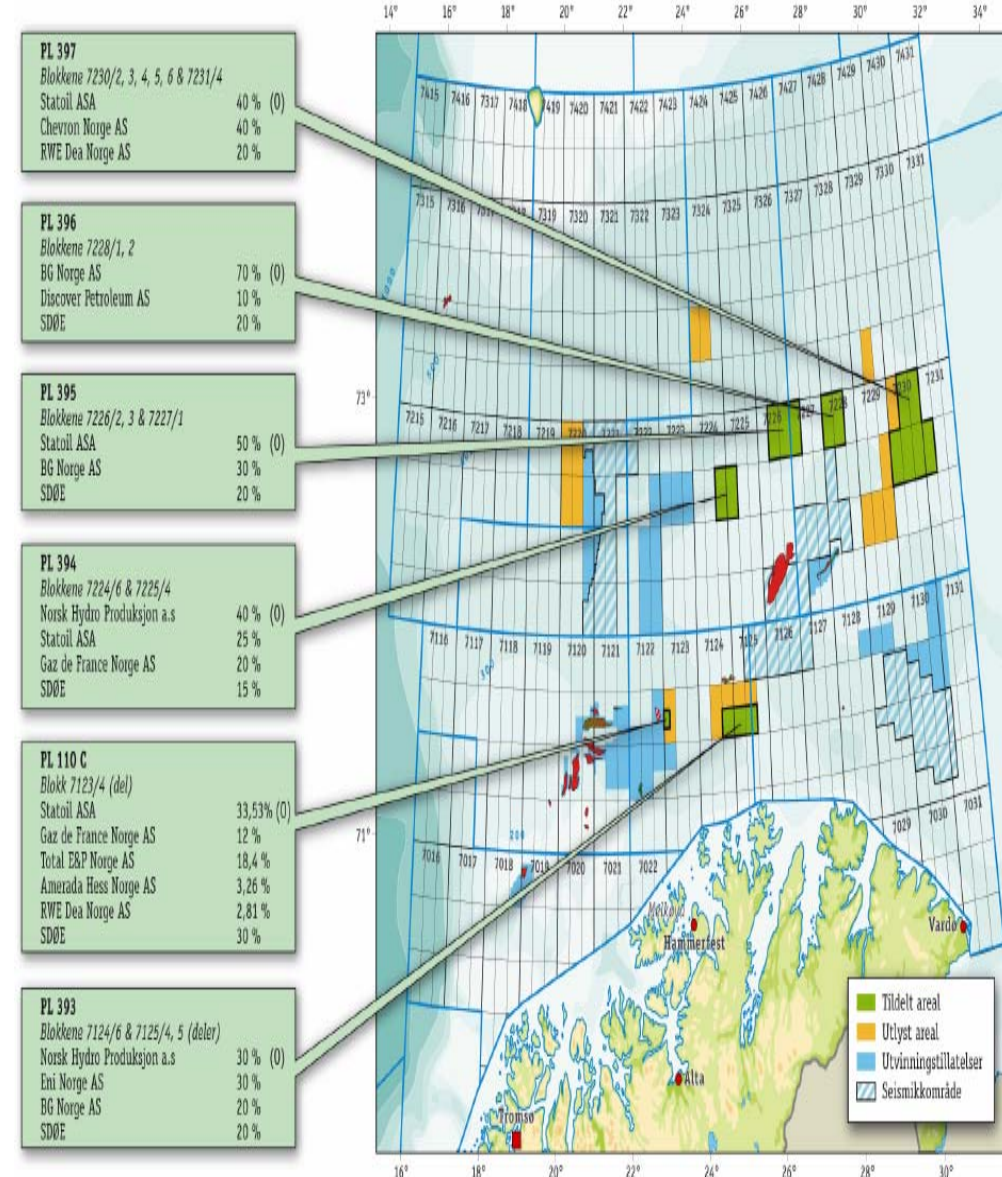 14° 16° 18° 20° 22° 24° 26° 28° 30° 32° 34°
PL 397
Blokkene 7230/2, 3, 4, 5, 6 & 7231/4
Statoil ASA 40 % (O)
Chevron Norge AS 40 %
RWE Dea Norge AS 20 %
PL 396
Blokkene 7228/1, 2
BG Norge AS 70 % (O)
Discover Petroleum AS 10 %
SDØE 20 %
PL 395
Blokkene 7226/2, 3 & 7227/1
Statoil ASA 50 % (O)
BG Norge AS 30 %
SDØE 20 %
PL 394
Blokkene 7224/6 & 7225/4
Norsk Hydro Produksjon a.s 40 % (O)
Statoil ASA 25 %
Gaz de France Norge AS 20 %
SDØE 15 %
PL 110 C
Blokk 7123/4 (del)
Statoil ASA 33,53% (O)
Gaz de France Norge AS 12 %
Total E&P Norge AS 18,4 %
Amerada Hess Norge AS 3,26 %
RWE Dea Norge AS 2,81 %
SDØE 30 %
PL 393
Blokkene 7124/6 & 7125/4, 5 (deler)
Norsk Hydro Produksjon a.s 30 % (O)
Eni Norge AS 30 %
BG Norge AS 20 %
SDØE 20 %
7415 7416 7317 7418 7419 7420 7421 7422 7423 7424 7425 7426 7427 7428 7429 7430 7431
7315 7316 7319 7320 7321 7322 7323 7324 7325 7326 7327 7328 7329 7330 7331
73°
7215 7216 7217 7218 7219 7220 7221 7222 7223 7224 7225 7226 7228 7229 7230 7231
500
7116 7117 7118 7119 7120 7121 7122 7123 7124 7125 7126 7127 7128 7129 7130 7131
300
71°
200
7016 7017 7018 7019 7020 7021 7022 7029 7030 7031
Melkøya
Hammerfest
Vardø
Alta
Tromsø
Tildelt areal
Utlyst areal
Utvinningstillatelser
Seismikkområde
16° 18° 20° 22° 24° 26° 28° 30°